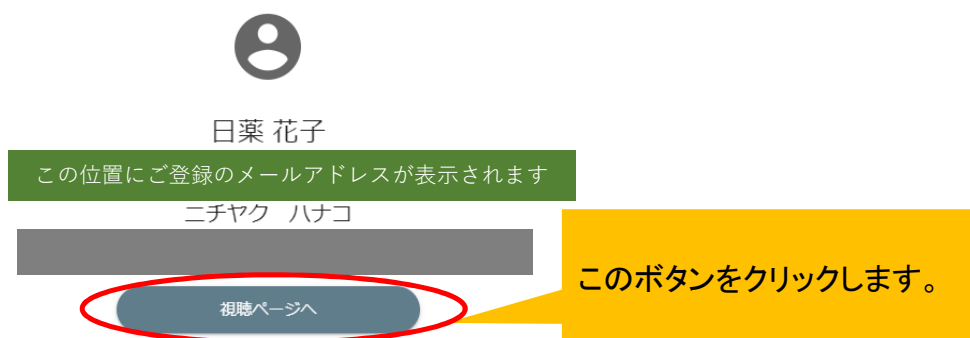 日薬 花子
この位置にご登録のメールアドレスが表示されます
ニチヤク　ハナコ
視聴ページへ
このボタンをクリックします。